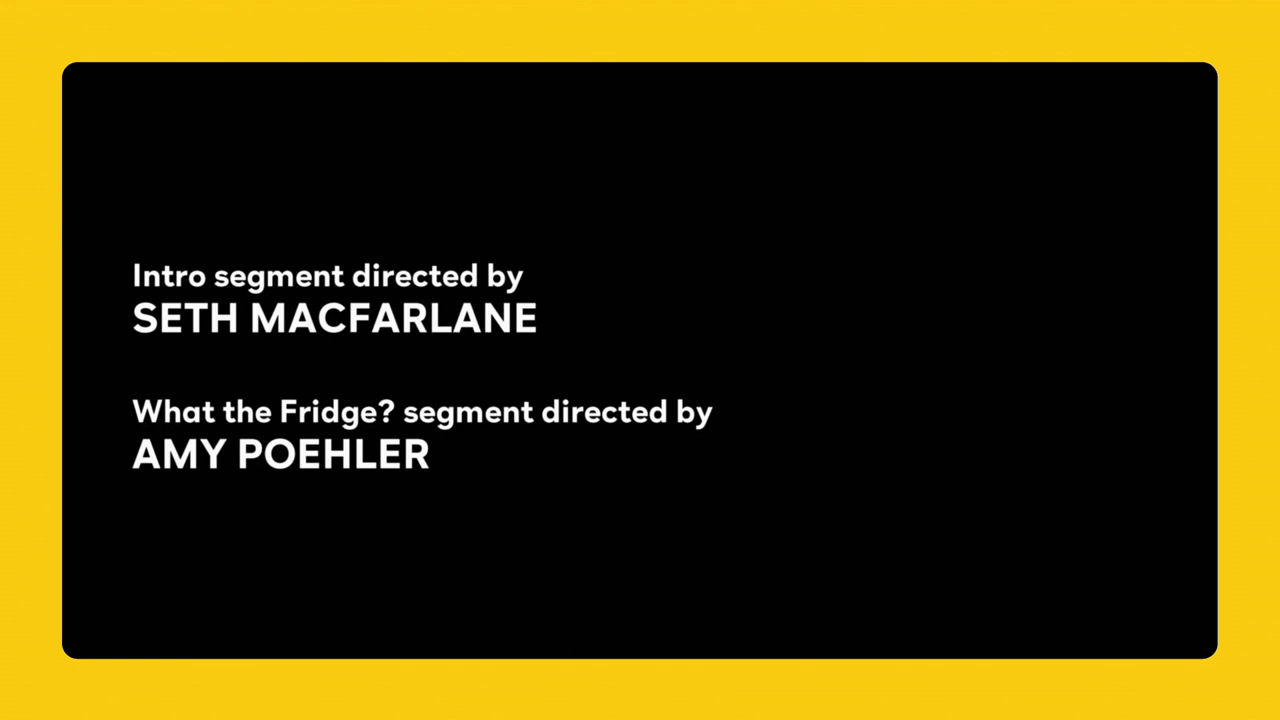 Intro segment directed by
SETH MACFARLANE
What the Fridge? segment directed by
AMY POEHLER